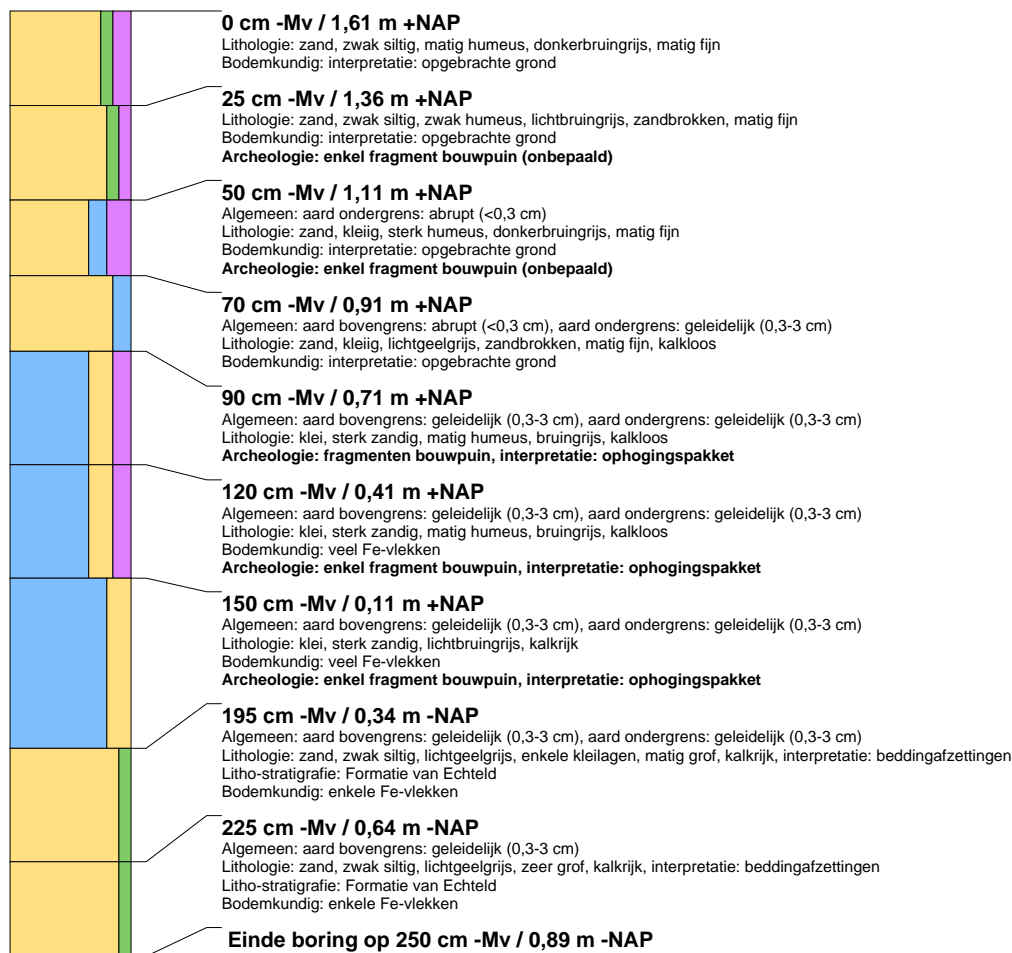 0 cm -Mv / 1,61 m +NAP
Lithologie: zand, zwak siltig, matig humeus, donkerbruingrijs, matig fijn
Bodemkundig: interpretatie: opgebrachte grond
25 cm -Mv / 1,36 m +NAP
Lithologie: zand, zwak siltig, zwak humeus, lichtbruingrijs, zandbrokken, matig fijn
Bodemkundig: interpretatie: opgebrachte grond
Archeologie: enkel fragment bouwpuin (onbepaald)
50 cm -Mv / 1,11 m +NAP
Algemeen: aard ondergrens: abrupt (<0,3 cm)
Lithologie: zand, kleiig, sterk humeus, donkerbruingrijs, matig fijn
Bodemkundig: interpretatie: opgebrachte grond
Archeologie: enkel fragment bouwpuin (onbepaald)
70 cm -Mv / 0,91 m +NAP
Algemeen: aard bovengrens: abrupt (<0,3 cm), aard ondergrens: geleidelijk (0,3-3 cm)
Lithologie: zand, kleiig, lichtgeelgrijs, zandbrokken, matig fijn, kalkloos
Bodemkundig: interpretatie: opgebrachte grond
90 cm -Mv / 0,71 m +NAP
Algemeen: aard bovengrens: geleidelijk (0,3-3 cm), aard ondergrens: geleidelijk (0,3-3 cm)
Lithologie: klei, sterk zandig, matig humeus, bruingrijs, kalkloos
Archeologie: fragmenten bouwpuin, interpretatie: ophogingspakket
120 cm -Mv / 0,41 m +NAP
Algemeen: aard bovengrens: geleidelijk (0,3-3 cm), aard ondergrens: geleidelijk (0,3-3 cm)
Lithologie: klei, sterk zandig, matig humeus, bruingrijs, kalkloos
Bodemkundig: veel Fe-vlekken
Archeologie: enkel fragment bouwpuin, interpretatie: ophogingspakket
150 cm -Mv / 0,11 m +NAP
Algemeen: aard bovengrens: geleidelijk (0,3-3 cm), aard ondergrens: geleidelijk (0,3-3 cm)
Lithologie: klei, sterk zandig, lichtbruingrijs, kalkrijk
Bodemkundig: veel Fe-vlekken
Archeologie: enkel fragment bouwpuin, interpretatie: ophogingspakket
195 cm -Mv / 0,34 m -NAP
Algemeen: aard bovengrens: geleidelijk (0,3-3 cm), aard ondergrens: geleidelijk (0,3-3 cm)
Lithologie: zand, zwak siltig, lichtgeelgrijs, enkele kleilagen, matig grof, kalkrijk, interpretatie: beddingafzettingen
Litho-stratigrafie: Formatie van Echteld
Bodemkundig: enkele Fe-vlekken
225 cm -Mv / 0,64 m -NAP
Algemeen: aard bovengrens: geleidelijk (0,3-3 cm)
Lithologie: zand, zwak siltig, lichtgeelgrijs, zeer grof, kalkrijk, interpretatie: beddingafzettingen
Litho-stratigrafie: Formatie van Echteld
Bodemkundig: enkele Fe-vlekken
Einde boring op 250 cm -Mv / 0,89 m -NAP